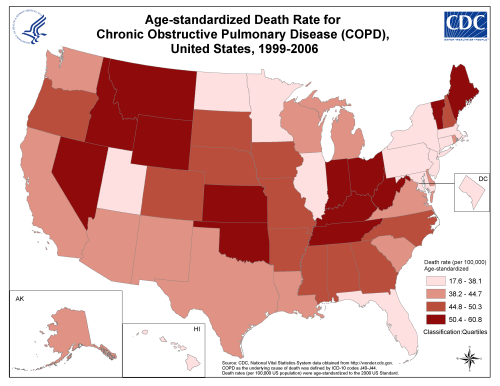 Age-standardized Death Rate for
Chronic Obstructive Pulmonary Disease (COPD),
United States, 1999-2006
CDC
DC
AK
HI
Death rate (per 100,000)
Age-standardized
17.6 - 38.1
38.2 - 44.7
44.8 - 50.3
50.4 - 60.8
Classification:Quartiles
Source: CDC, National Vital Statistics System data obtained from http://wonder.cdc.gov.
COPD as the underlying cause of death was defined by ICD-10 codes J40-J44.
Death rates (per 100,000 US population) were age-standardized to the 2000 US Standard.